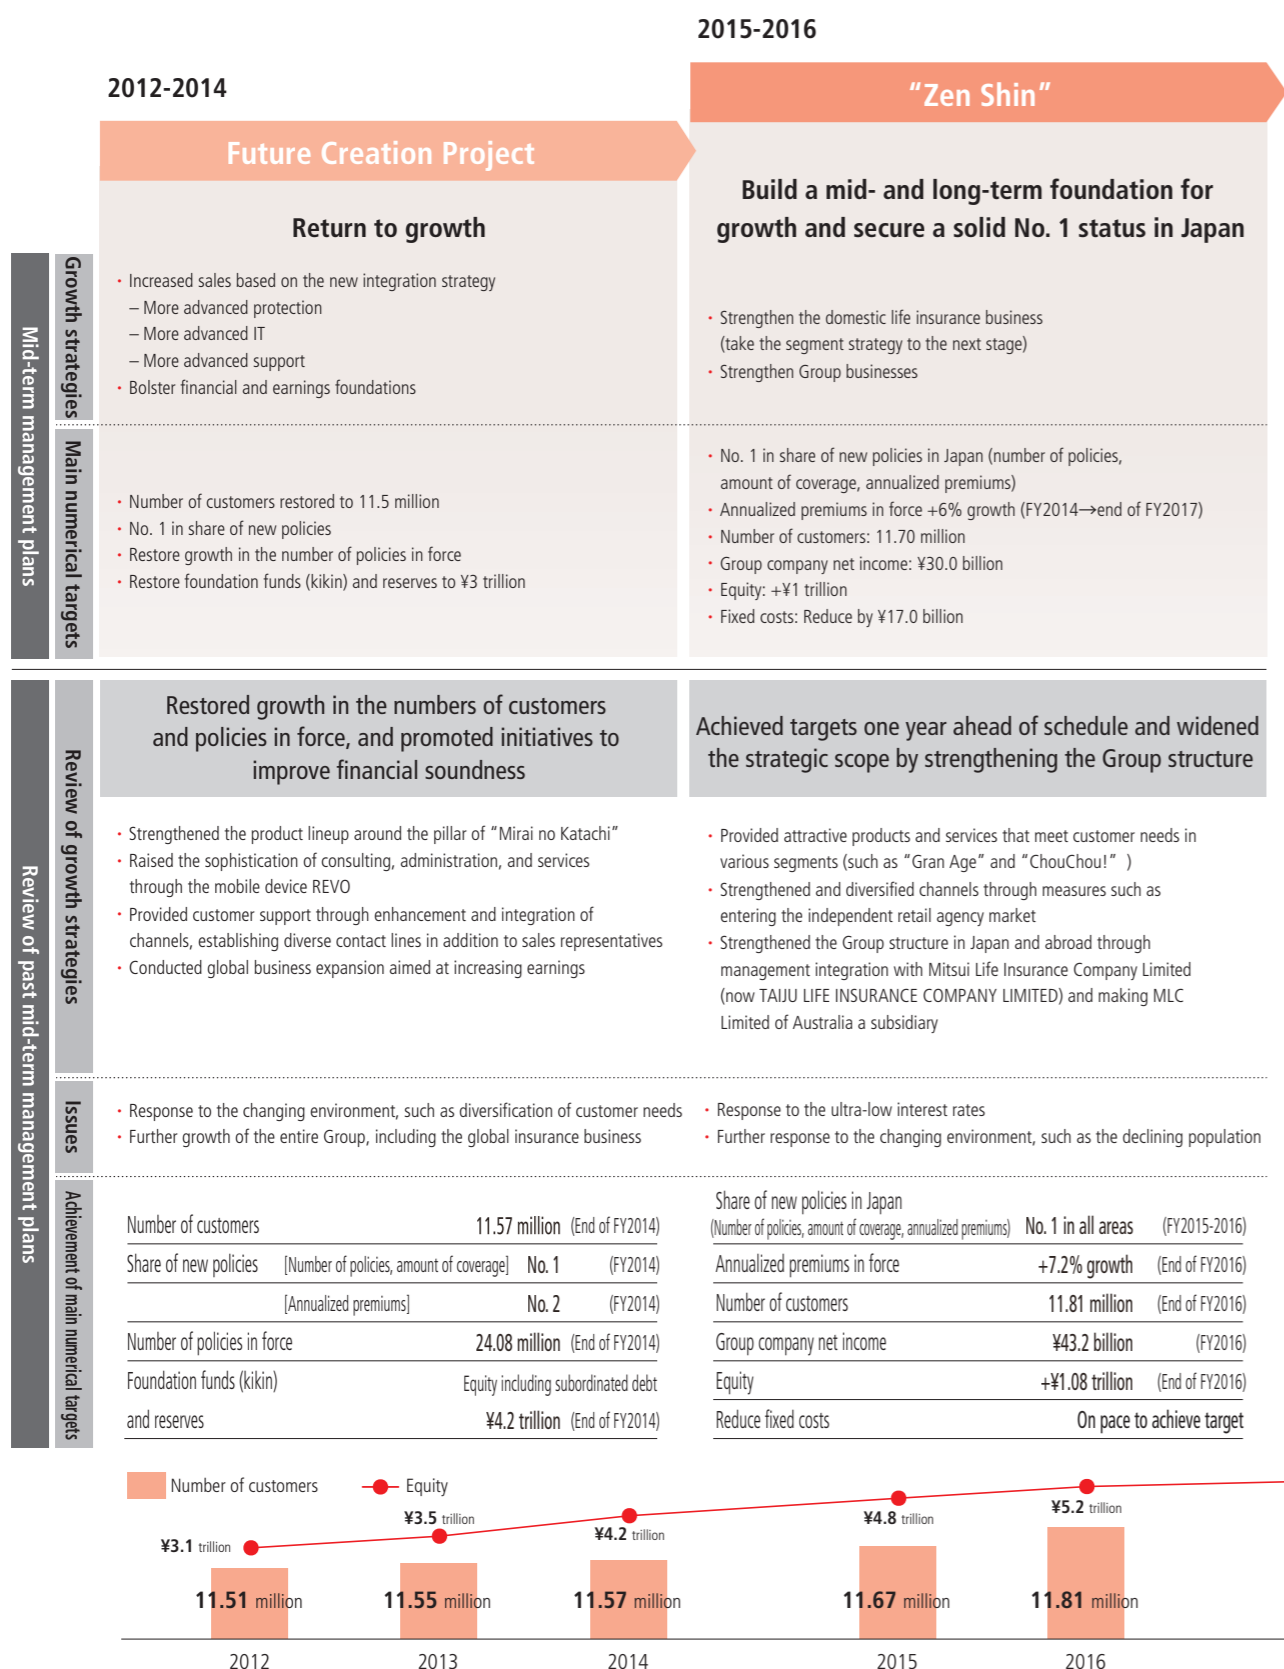 2015-2016
2012-2014
“Zen Shin”
Future Creation Project
Build a mid- and long-term foundation for
growth and secure a solid No. 1 status in Japan
Return to growth
Mid-term management plans
Growth strategies
• Increased sales based on the new integration strategy
– More advanced protection
– More advanced IT
– More advanced support
• Bolster financial and earnings foundations
• Strengthen the domestic life insurance business
(take the segment strategy to the next stage)
• Strengthen Group businesses
Main numerical targets
• Number of customers restored to 11.5 million
• No. 1 in share of new policies
• Restore growth in the number of policies in force
• Restore foundation funds (kikin) and reserves to ¥3 trillion
• No. 1 in share of new policies in Japan (number of policies,
amount of coverage, annualized premiums)
• Annualized premiums in force +6% growth (FY2014→end of FY2017)
• Number of customers: 11.70 million
• Group company net income: ¥30.0 billion
• Equity: +¥1 trillion
• Fixed costs: Reduce by ¥17.0 billion
Review of past mid-term management plans
Review of growth strategies
Restored growth in the numbers of customers
and policies in force, and promoted initiatives to
improve financial soundness
Achieved targets one year ahead of schedule and widened
the strategic scope by strengthening the Group structure
• Strengthened the product lineup around the pillar of “Mirai no Katachi”
• Raised the sophistication of consulting, administration, and services
through the mobile device REVO
• Provided customer support through enhancement and integration of
channels, establishing diverse contact lines in addition to sales representatives
• Conducted global business expansion aimed at increasing earnings
• Provided attractive products and services that meet customer needs in
various segments (such as “Gran Age” and “ChouChou!” )
• Strengthened and diversified channels through measures such as
entering the independent retail agency market
• Strengthened the Group structure in Japan and abroad through
management integration with Mitsui Life Insurance Company Limited
(now TAIJU LIFE INSURANCE COMPANY LIMITED) and making MLC
Limited of Australia a subsidiary
Issues
• Response to the changing environment, such as diversification of customer needs
• Further growth of the entire Group, including the global insurance business
• Response to the ultra-low interest rates
• Further response to the changing environment, such as the declining population
Achievement of main numerical targets
Number of customers 11.57 million (End of FY2014)
Share of new policies [Number of policies, amount of coverage] No. 1 (FY2014)
[Annualized premiums] No. 2 (FY2014)
Number of policies in force 24.08 million (End of FY2014)
Foundation funds (kikin) Equity including subordinated debt
and reserves ¥4.2 trillion (End of FY2014)
Share of new policies in Japan
(Number of policies, amount of coverage, annualized premiums) No. 1 in all areas (FY2015-2016)
Annualized premiums in force +7.2% growth (End of FY2016)
Number of customers 11.81 million (End of FY2016)
Group company net income ¥43.2 billion (FY2016)
Equity +¥1.08 trillion (End of FY2016)
Reduce fixed costs On pace to achieve target
Number of customers Equity
¥3.1 trillion ¥3.5 trillion ¥4.2 trillion ¥4.8 trillion ¥5.2 trillion
11.51 million 11.55 million 11.57 million 11.67 million 11.81 million
2012 2013 2014 2015 2016